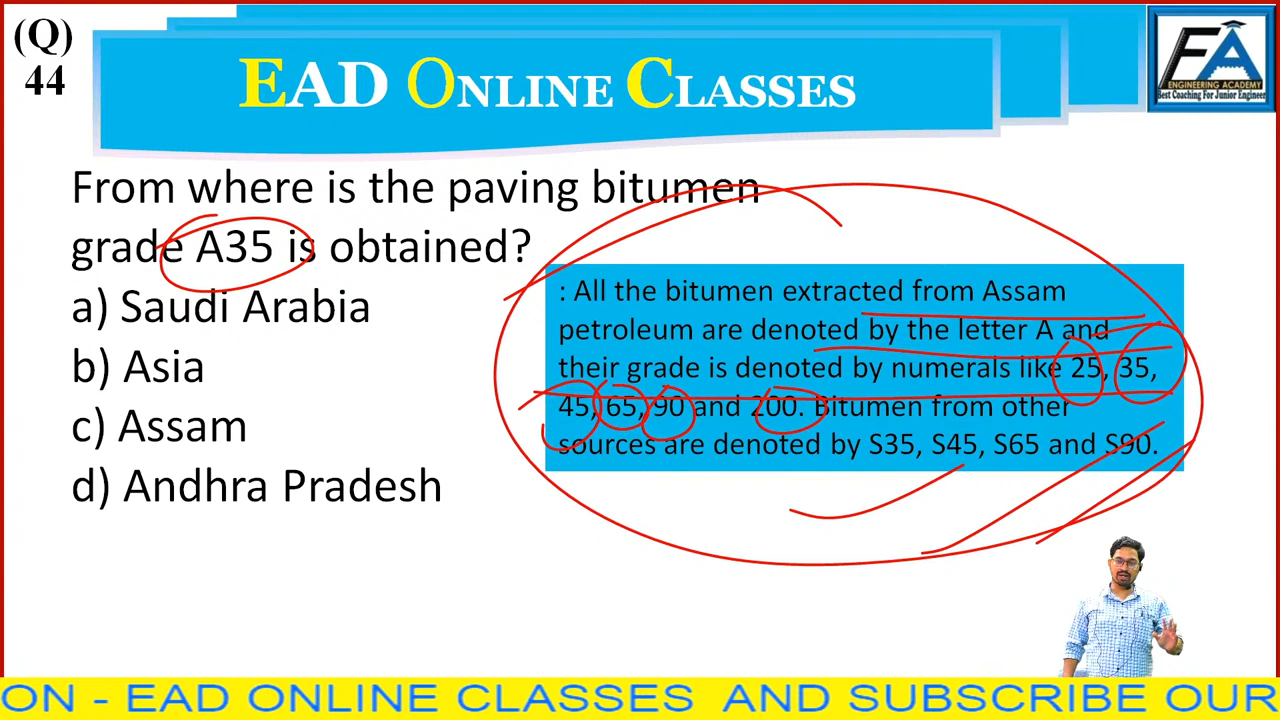 (Q)
44
EAD ONLINE CLASSES
FA
ENGINEERING ACADEMY
Best Coaching For Junior Engineer
From where is the paving bitumen
grade A35 is obtained?
a) Saudi Arabia
b) Asia
c) Assam
d) Andhra Pradesh
: All the bitumen extracted from Assam
petroleum are denoted by the letter A and
their grade is denoted by numerals like 25, 35,
45, 65, 90 and 200. Bitumen from other
sources are denoted by S35, S45, S65 and S90.
ON - EAD ONLINE CLASSES AND SUBSCRIBE OUR